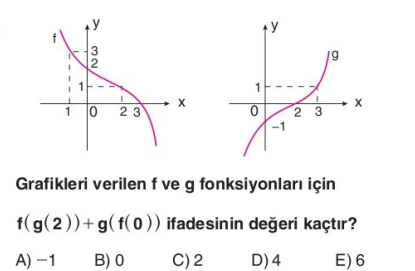 y
f
3
2
1
1 0 2 3 x
y
g
1
0 2 3 x
-1
Grafikleri verilen f ve g fonksiyonları için
f(g(2))+g(f(0)) ifadesinin değeri kaçtır?
A) -1 B) 0 C) 2 D) 4 E) 6